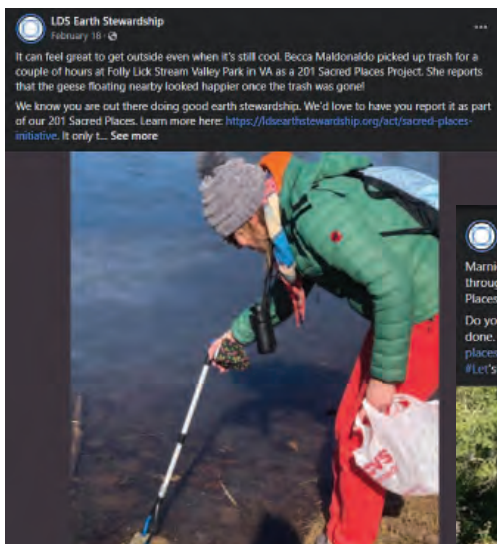 LDS Earth Stewardship
February 18 ·
It can feel great to get outside even when it's still cool. Becca Maldonaldo picked up trash for a
couple of hours at Folly Lick Stream Valley Park in VA as a 201 Sacred Places Project. She reports
that the geese floating nearby looked happier once the trash was gone!
We know you are out there doing good earth stewardship. We'd love to have you report it as part
of our 201 Sacred Places. Learn more here: https://ldsearthstewardship.org/act/sacred-places-
initiative. It only t... See more
Marni
throug
Places
Do yo
done.
places
#Let's